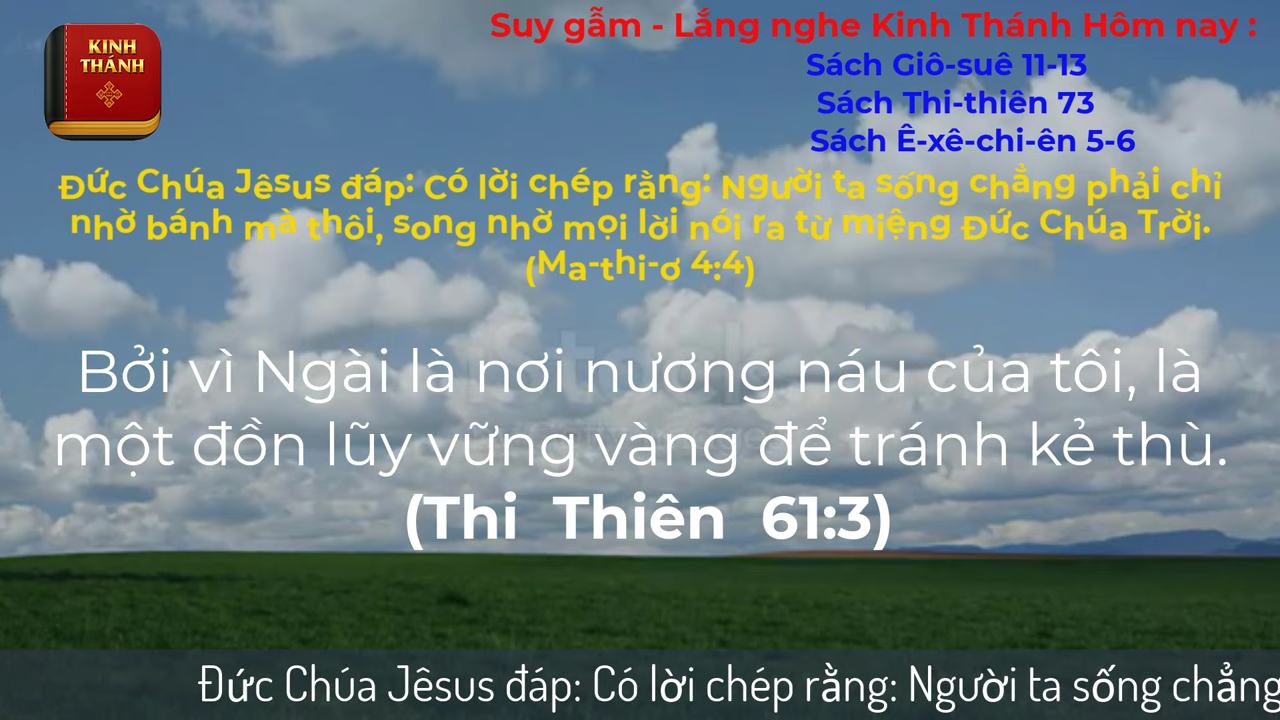 KINH
THÁNH
Suy gẫm - Lắng nghe Kinh Thánh Hôm nay :
Sách Giô-suê 11-13
Sách Thi-thiên 73
Sách Ê-xê-chi-ên 5-6
Đức Chúa Jêsus đáp: Có lời chép rằng: Người ta sống chẳng phải chỉ
nhờ bánh mà thôi, song nhờ mọi lời nói ra từ miệng Đức Chúa Trời.
(Ma-thi-ơ 4:4)
Bởi vì Ngài là nơi nương náu của tôi, là
một đồn lũy vững vàng để tránh kẻ thù.
(Thi Thiên 61:3)
Đức Chúa Jêsus đáp: Có lời chép rằng: Người ta sống chẳng